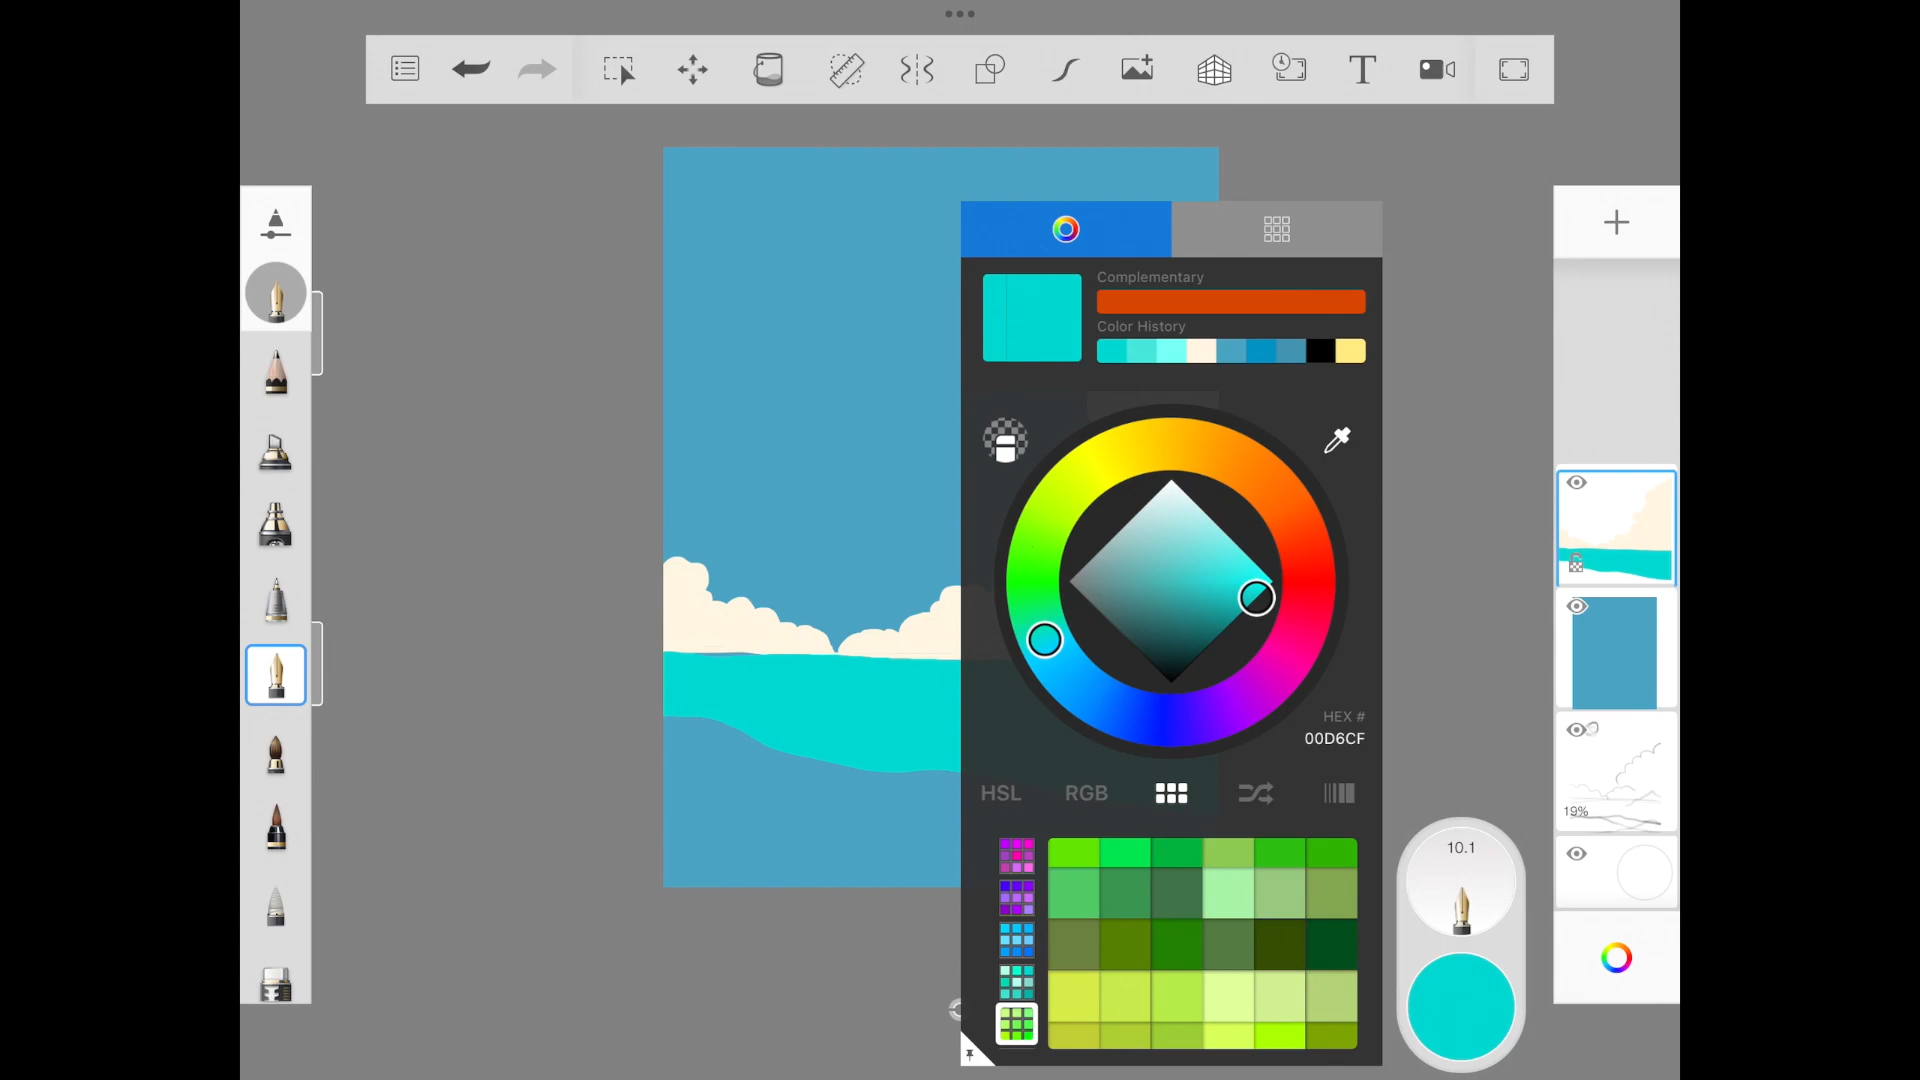 T
Complementary
Color History
HEX #
00D6CF
HSL RGB
19%
10.1